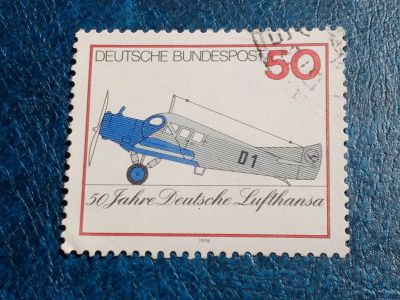 DEUTSCHE BUNDESPOST 50
D1
50 Jahre Deutsche Lufthansa
1976